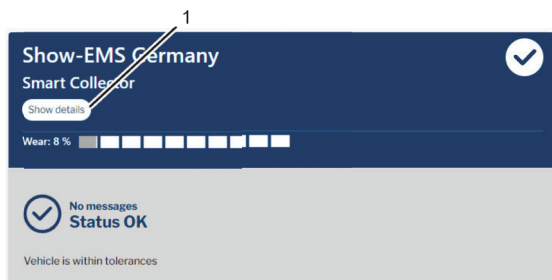 1
Show-EMS Germany
Smart Collector
Show details
Wear: 8 %
No messages
Status OK
Vehicle is within tolerances